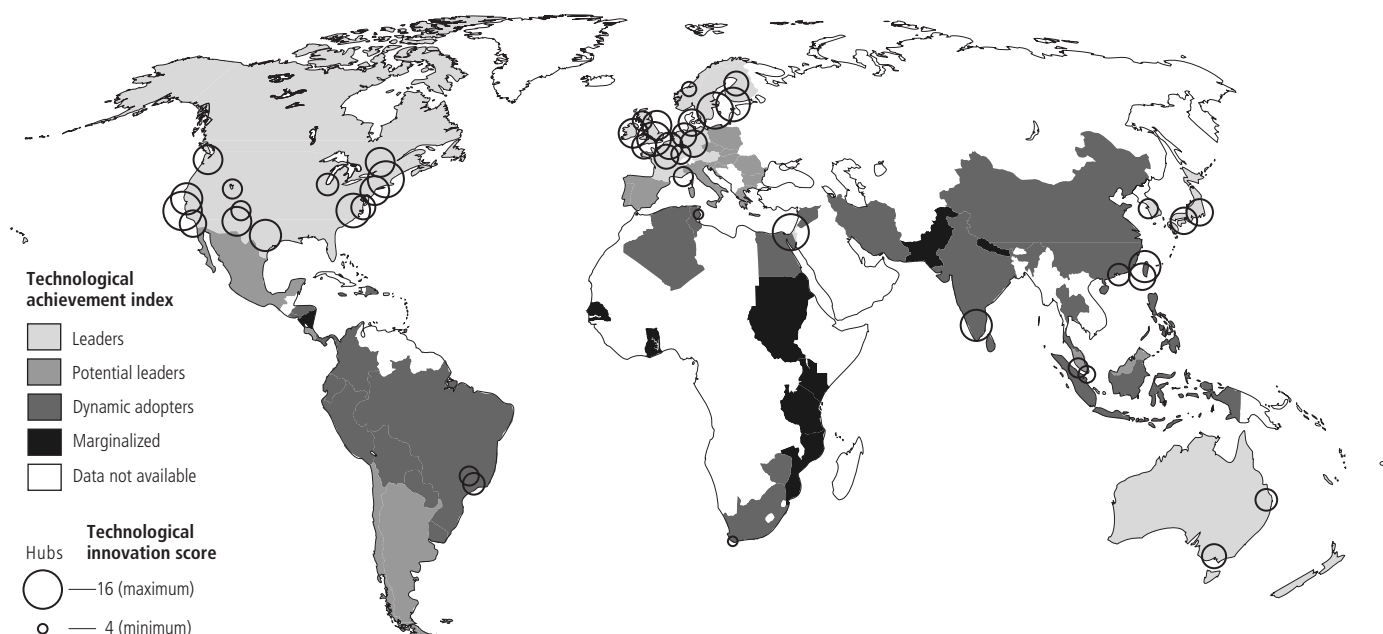 Technological
achievement index
Leaders
Potential leaders
Dynamic adopters
Marginalized
Data not available
Technological
Hubs innovation score
16 (maximum)
4 (minimum)